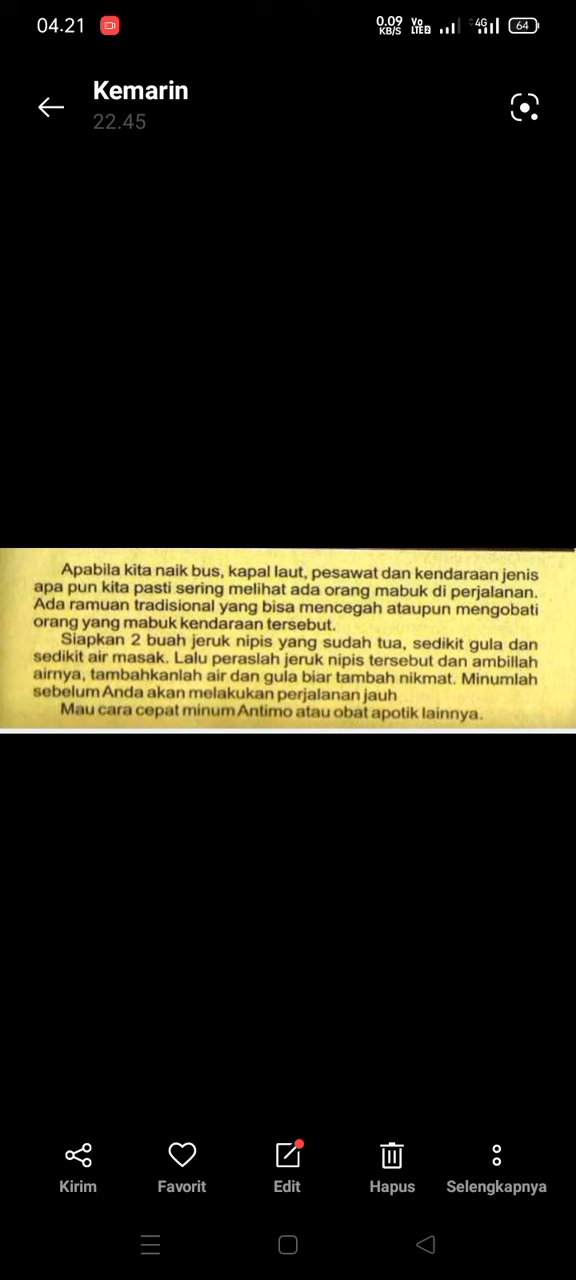 04.21
0.09 KB/S Vo LTE2 4G 64
Kemarin
22.45
Apabila kita naik bus, kapal laut, pesawat dan kendaraan jenis
apa pun kita pasti sering melihat ada orang mabuk di perjalanan.
Ada ramuan tradisional yang bisa mencegah ataupun mengobati
orang yang mabuk kendaraan tersebut.
Siapkan 2 buah jeruk nipis yang sudah tua, sedikit gula dan
sedikit air masak. Lalu peraslah jeruk nipis tersebut dan ambillah
airnya, tambahkanlah air dan gula biar tambah nikmat. Minumlah
sebelum Anda akan melakukan perjalanan jauh
Mau cara cepat minum Antimo atau obat apotik lainnya.
Kirim Favorit Edit Hapus Selengkapnya